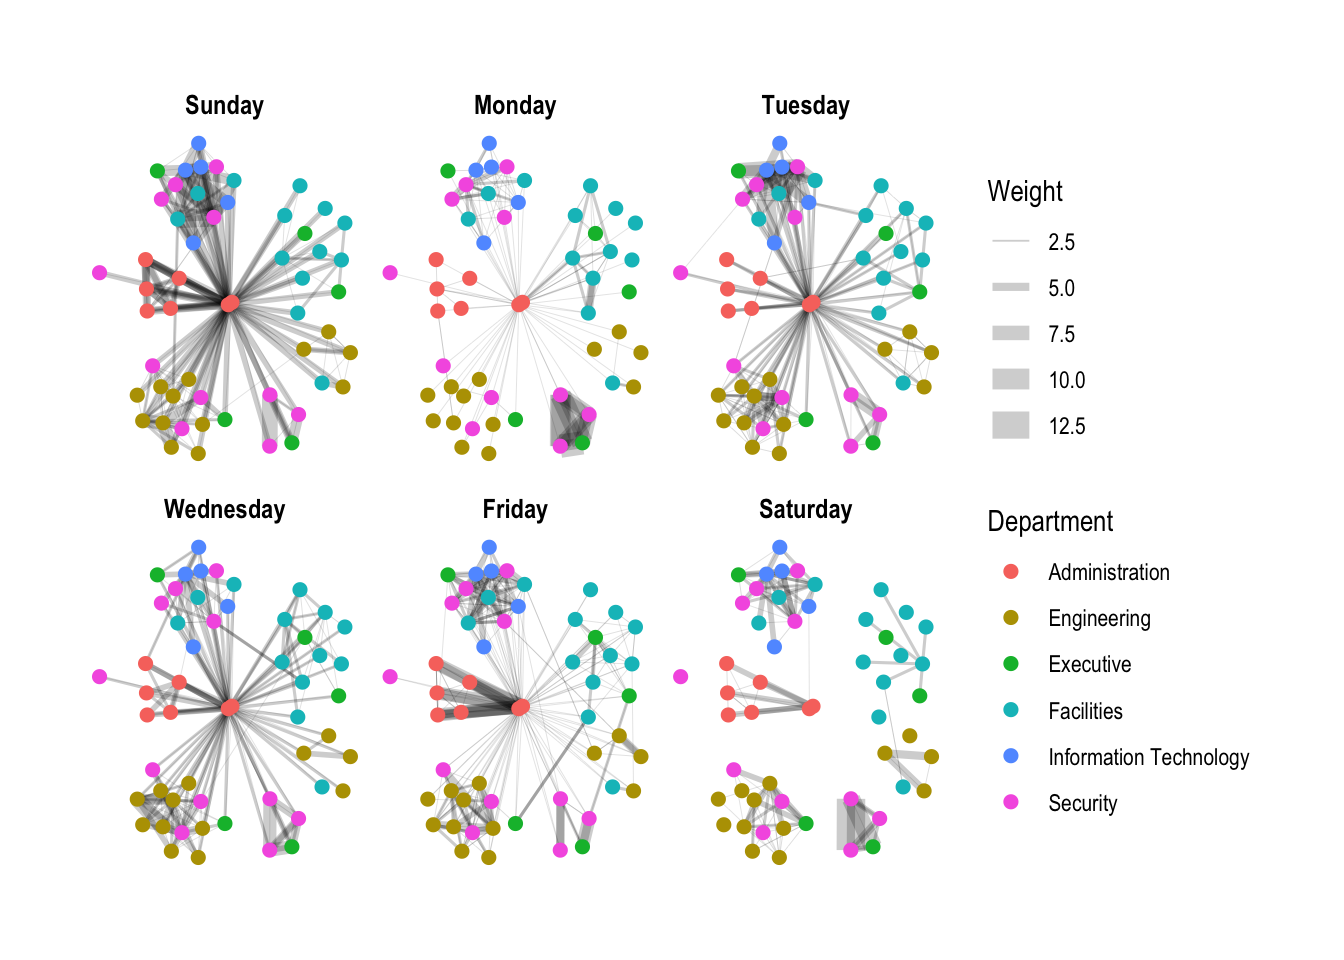 Sunday
Monday
Tuesday
Wednesday
Friday
Saturday
Weight
2.5
5.0
7.5
10.0
12.5
Department
Administration
Engineering
Executive
Facilities
Information Technology
Security